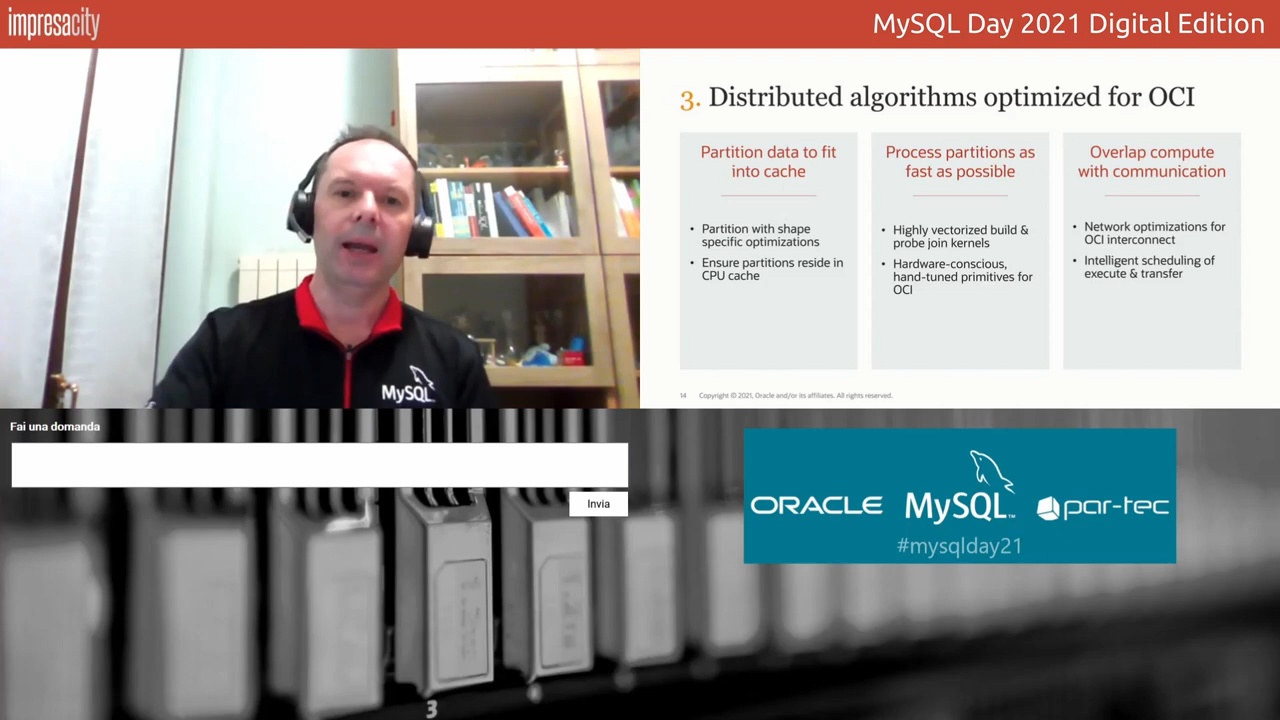 impresacity
MySQL Day 2021 Digital Edition
MySQL
3. Distributed algorithms optimized for OCI
Partition data to fit
into cache
• Partition with shape
specific optimizations
• Ensure partitions reside in
CPU cache
Process partitions as
fast as possible
• Highly vectorized build &
probe join kernels
• Hardware-conscious,
hand-tuned primitives for
OCI
Overlap compute
with communication
• Network optimizations for
OCI interconnect
• Intelligent scheduling of
execute & transfer
14 Copyright © 2021, Oracle and/or its affiliates. All rights reserved.
Fai una domanda
Invia
ORACLE MySQL™ par-tec
#mysqlday21
3
4